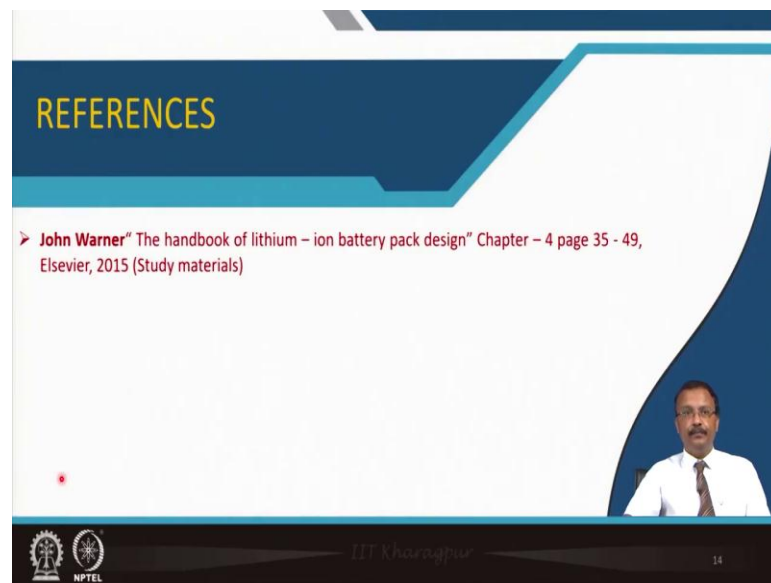 REFERENCES
➢ John Warner“ The handbook of lithium – ion battery pack design” Chapter – 4 page 35 - 49,
Elsevier, 2015 (Study materials)
NPTEL
IIT Kharagpur
14